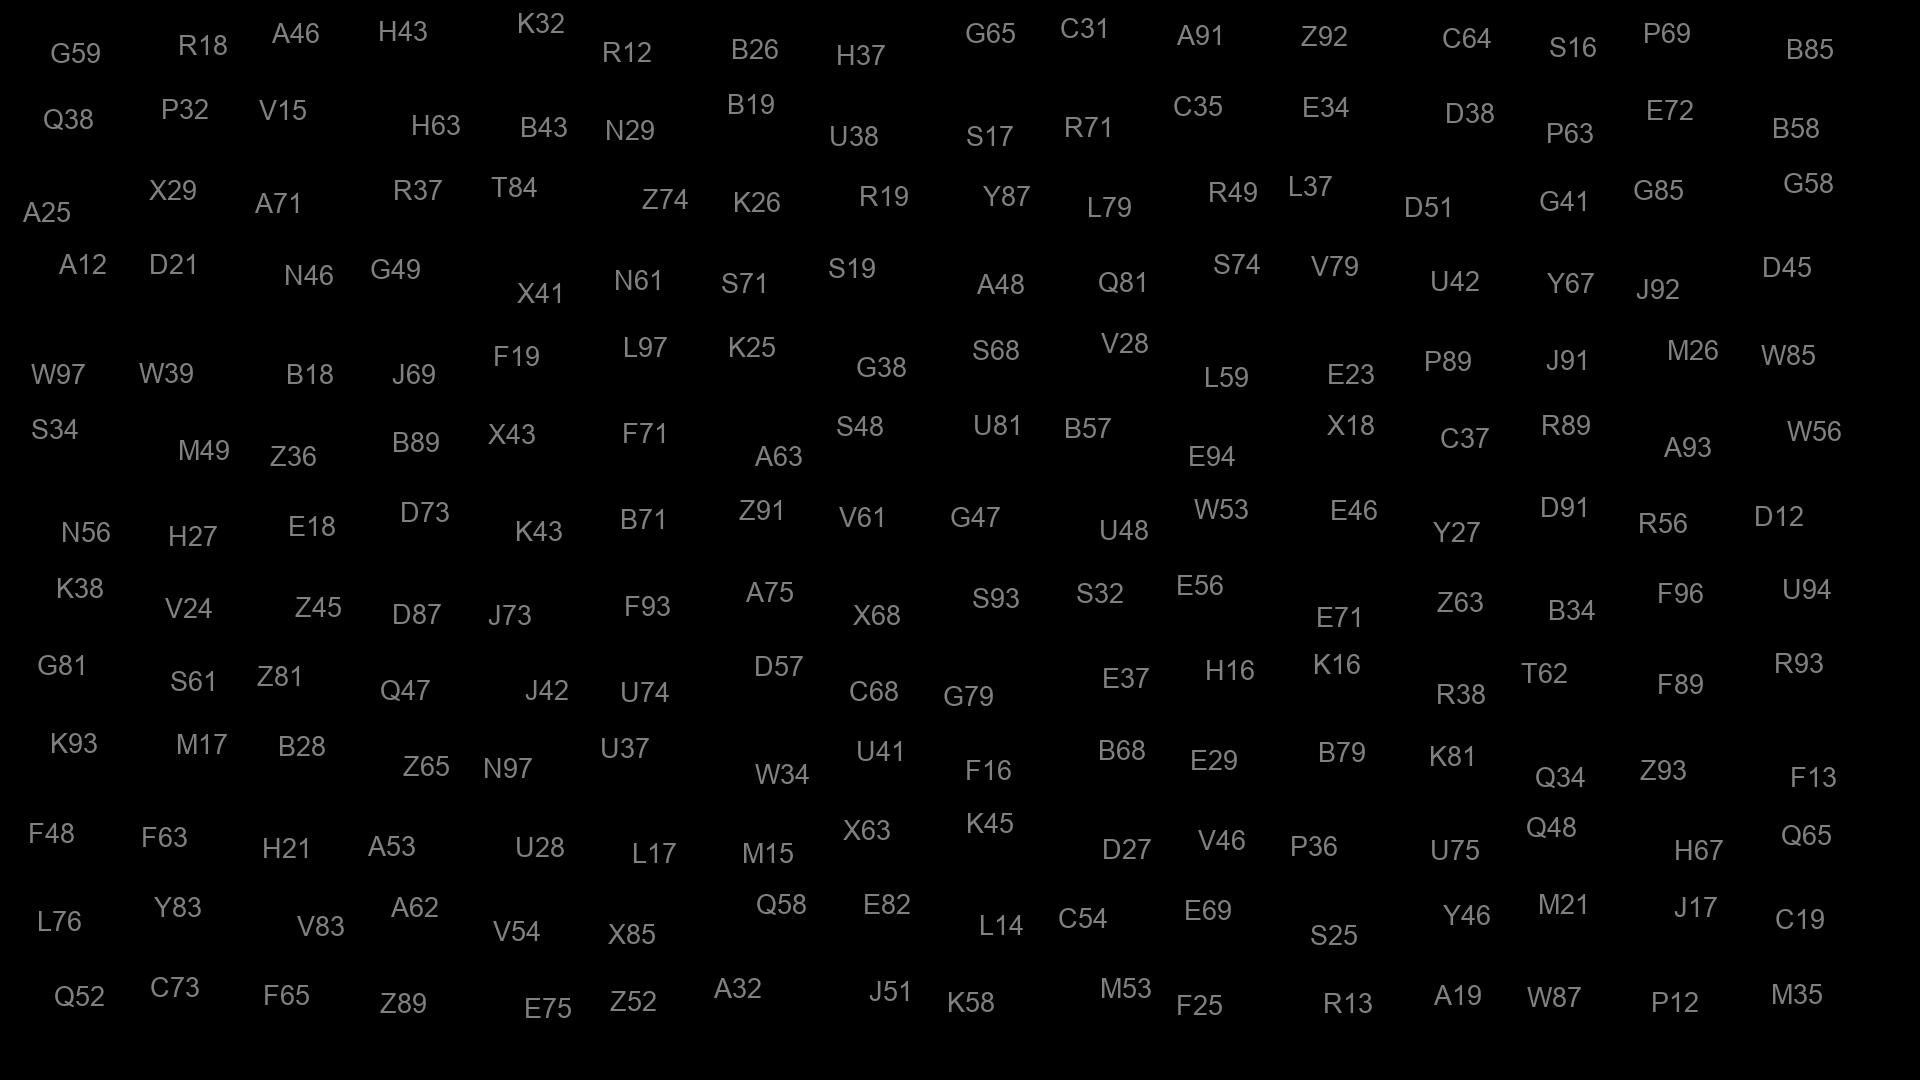 G59 R18 A46 H43 K32 R12 B26 H37 G65 C31 A91 Z92 C64 S16 P69 B85
Q38 P32 V15 H63 B43 N29 B19 U38 S17 R71 C35 E34 D38 P63 E72 B58
A25 X29 A71 R37 T84 Z74 K26 R19 Y87 L79 R49 L37 D51 G41 G85 G58
A12 D21 N46 G49 X41 N61 S71 S19 A48 Q81 S74 V79 U42 Y67 J92 D45
W97 W39 B18 J69 F19 L97 K25 G38 S68 V28 L59 E23 P89 J91 M26 W85
S34 M49 Z36 B89 X43 F71 A63 S48 U81 B57 E94 X18 C37 R89 A93 W56
N56 H27 E18 D73 K43 B71 Z91 V61 G47 U48 W53 E46 Y27 D91 R56 D12
K38 V24 Z45 D87 J73 F93 A75 X68 S93 S32 E56 E71 Z63 B34 F96 U94
G81 S61 Z81 Q47 J42 U74 D57 C68 G79 E37 H16 K16 R38 T62 F89 R93
K93 M17 B28 Z65 N97 U37 W34 U41 F16 B68 E29 B79 K81 Q34 Z93 F13
F48 F63 H21 A53 U28 L17 M15 X63 K45 D27 V46 P36 U75 Q48 H67 Q65
L76 Y83 V83 A62 V54 X85 Q58 E82 L14 C54 E69 S25 Y46 M21 J17 C19
Q52 C73 F65 Z89 E75 Z52 A32 J51 K58 M53 F25 R13 A19 W87 P12 M35